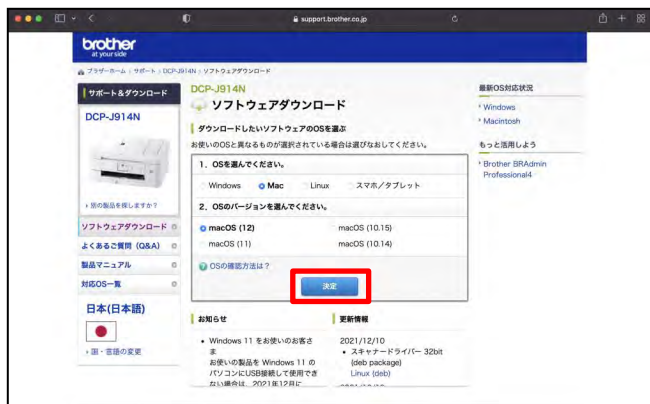 support.brother.co.jp
brother
at your side
ブラザーホーム サポート DCP-J914N ソフトウェアダウンロード
サポート&ダウンロード
DCP-J914N
別の製品を探しますか?
ソフトウェアダウンロード
よくあるご質問 (Q&A)
製品マニュアル
対応OS一覧
日本(日本語)
国・言語の変更
DCP-J914N
ソフトウェアダウンロード
ダウンロードしたいソフトウェアのOSを選ぶ
お使いのOSと異なるものが選択されている場合は選びなおしてください。
1. OSを選んでください。
Windows Mac Linux スマホ/タブレット
2. OSのバージョンを選んでください。
macOS (12) macOS (10.15)
macOS (11) macOS (10.14)
OSの確認方法は?
決定
お知らせ
• Windows 11 をお使いのお客さ
ま
お使いの製品を Windows 11 の
パソコンにUSB接続して使用でき
ない場合は、2021年12月に
更新情報
2021/12/10
• スキャナードライバー 32bit
(deb package)
Linux (deb)
最新OS対応状況
Windows
Macintosh
もっと活用しよう
Brother BRAdmin
Professional4